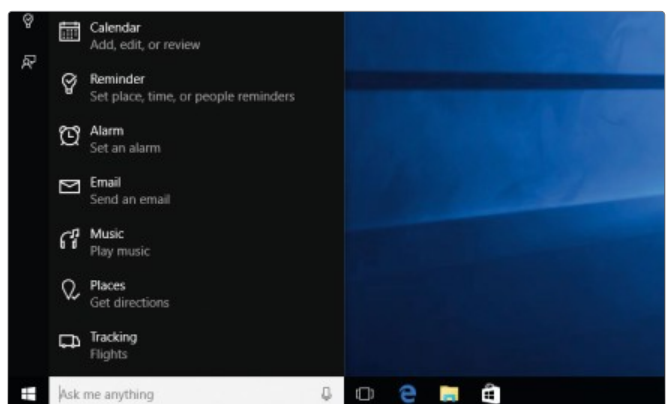 Calendar
Add, edit, or review
Reminder
Set place, time, or people reminders
Alarm
Set an alarm
Email
Send an email
Music
Play music
Places
Get directions
Tracking
Flights
Ask me anything